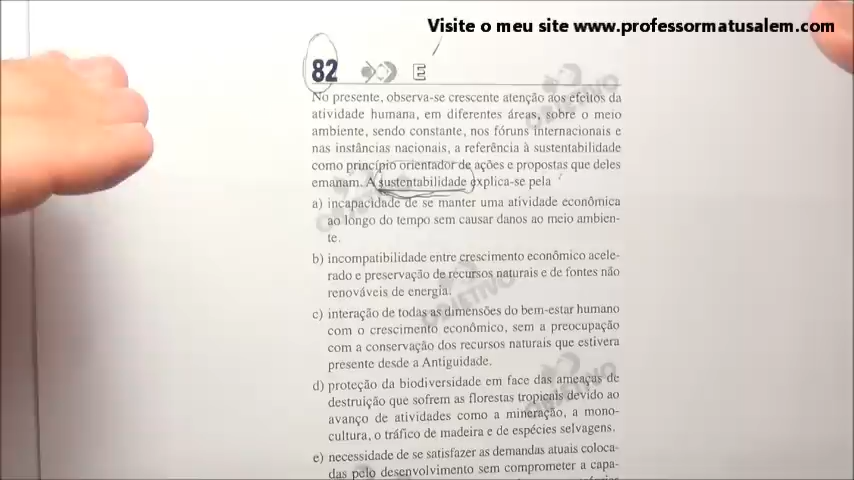 Visite o meu site www.professormatusalem.com
82 E
No presente, observa-se crescente atenção aos efeitos da
atividade humana, em diferentes áreas, sobre o meio
ambiente, sendo constante, nos fóruns internacionais e
nas instâncias nacionais, a referência à sustentabilidade
como princípio orientador de ações e propostas que deles
emanam. A sustentabilidade explica-se pela
a) incapacidade de se manter uma atividade econômica
ao longo do tempo sem causar danos ao meio ambien-
te.
b) incompatibilidade entre crescimento econômico acele-
rado e preservação de recursos naturais e de fontes não
renováveis de energia.
c) interação de todas as dimensões do bem-estar humano
com o crescimento econômico, sem a preocupação
com a conservação dos recursos naturais que estivera
presente desde a Antiguidade.
d) proteção da biodiversidade em face das ameaças de
destruição que sofrem as florestas tropicais devido ao
avanço de atividades como a mineração, a mono-
cultura, o tráfico de madeira e de espécies selvagens.
e) necessidade de se satisfazer as demandas atuais coloca-
das pelo desenvolvimento sem comprometer a capa-